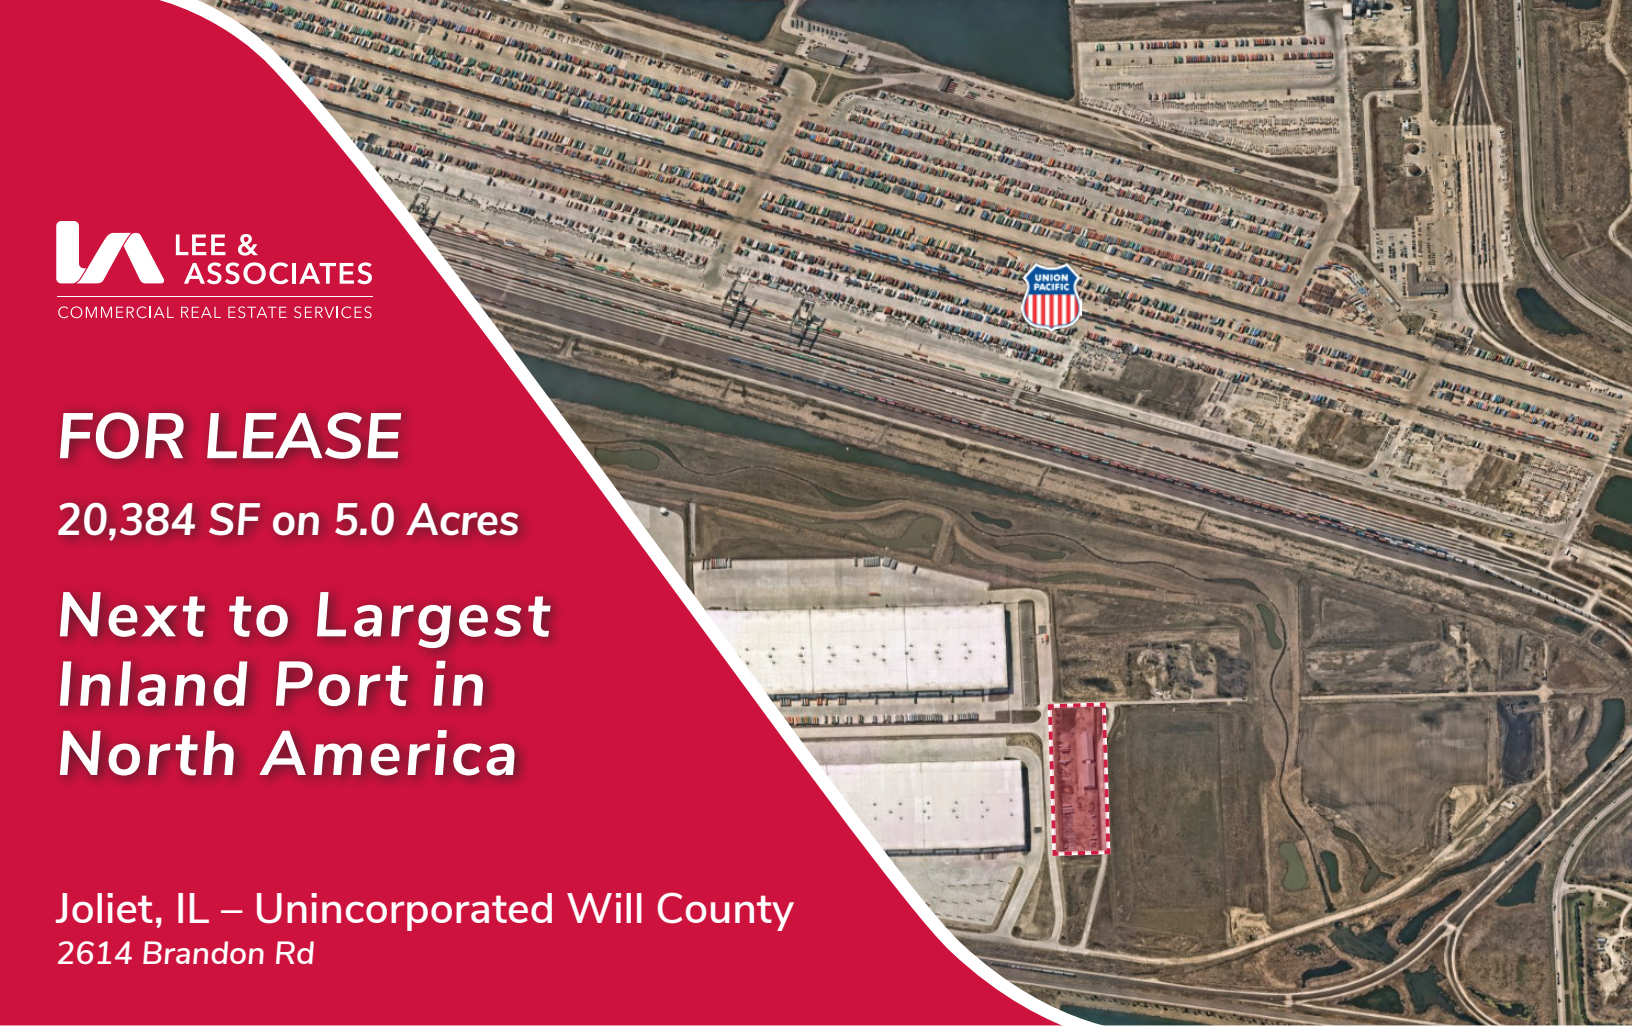 LEE &
ASSOCIATES
COMMERCIAL REAL ESTATE SERVICES
FOR LEASE
20,384 SF on 5.0 Acres
Next to Largest
Inland Port in
North America
Joliet, IL – Unincorporated Will County
2614 Brandon Rd
UNION
PACIFIC